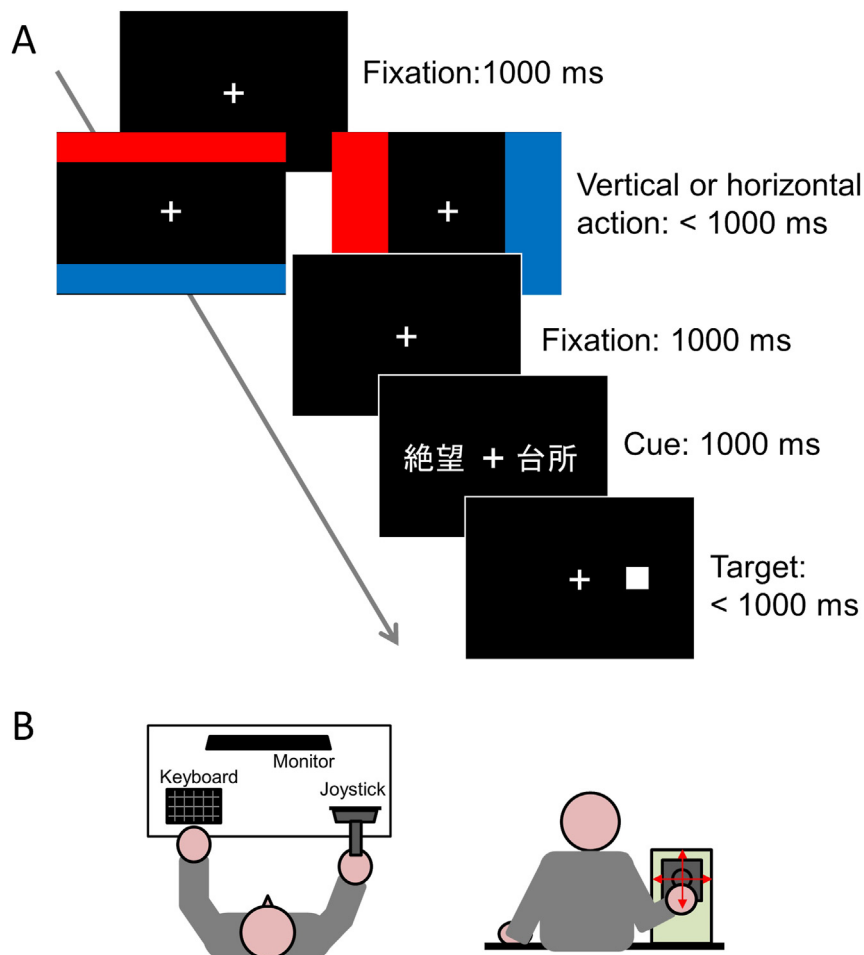 A
Fixation:1000 ms
Vertical or horizontal
action: < 1000 ms
Fixation: 1000 ms
絶望 + 台所
Cue: 1000 ms
Target:
< 1000 ms
B
Monitor
Keyboard
Joystick